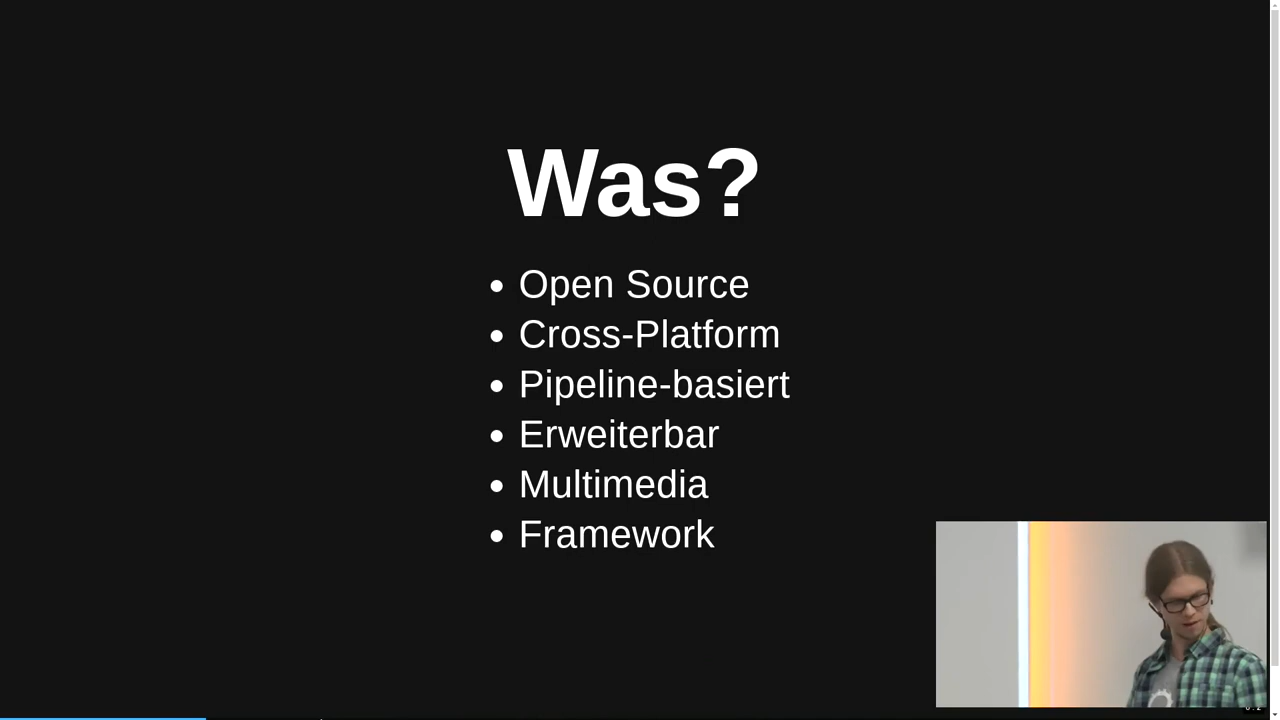 Was?
Open Source
Cross-Platform
Pipeline-basiert
Erweiterbar
Multimedia
Framework